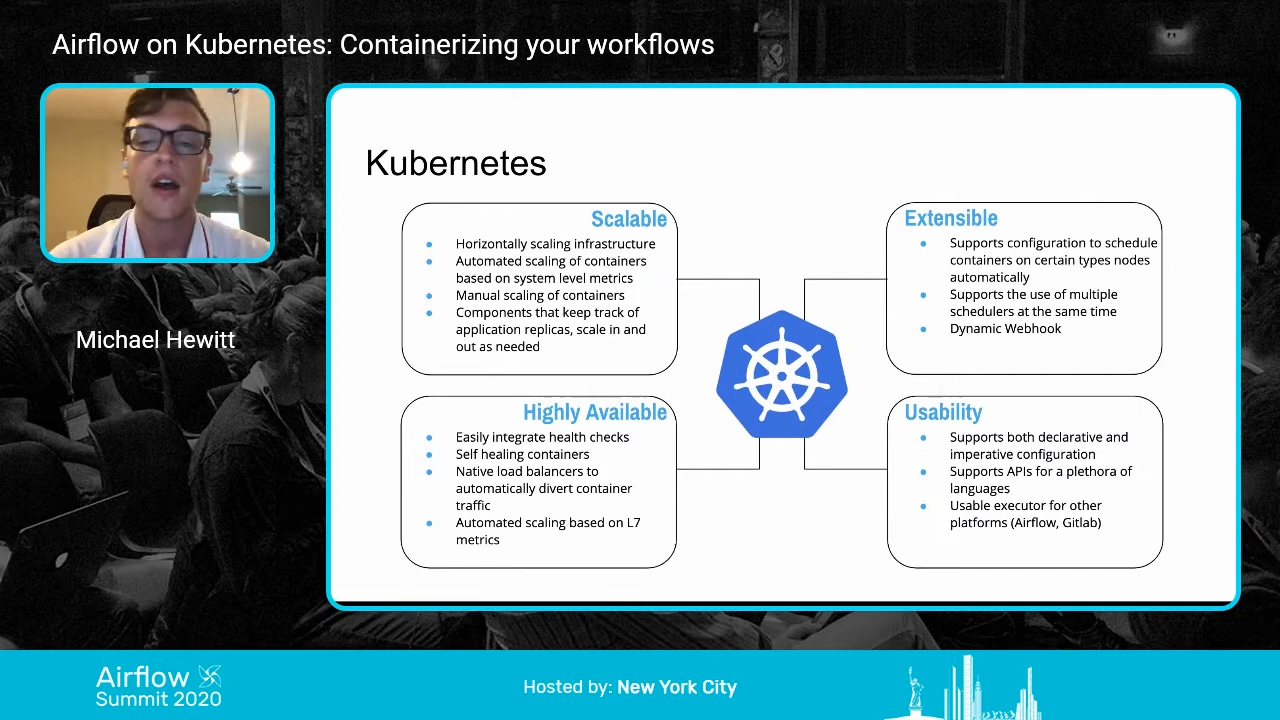 Airflow on Kubernetes: Containerizing your workflows
Michael Hewitt
Kubernetes
Scalable
Horizontally scaling infrastructure
Automated scaling of containers
based on system level metrics
Manual scaling of containers
Components that keep track of
application replicas, scale in and
out as needed
Extensible
Supports configuration to schedule
containers on certain types nodes
automatically
Supports the use of multiple
schedulers at the same time
Dynamic Webhook
Highly Available
Easily integrate health checks
Self healing containers
Native load balancers to
automatically divert container
traffic
Automated scaling based on L7
metrics
Usability
Supports both declarative and
imperative configuration
Supports APIs for a plethora of
languages
Usable executor for other
platforms (Airflow, Gitlab)
Airflow
Summit 2020
Hosted by: New York City